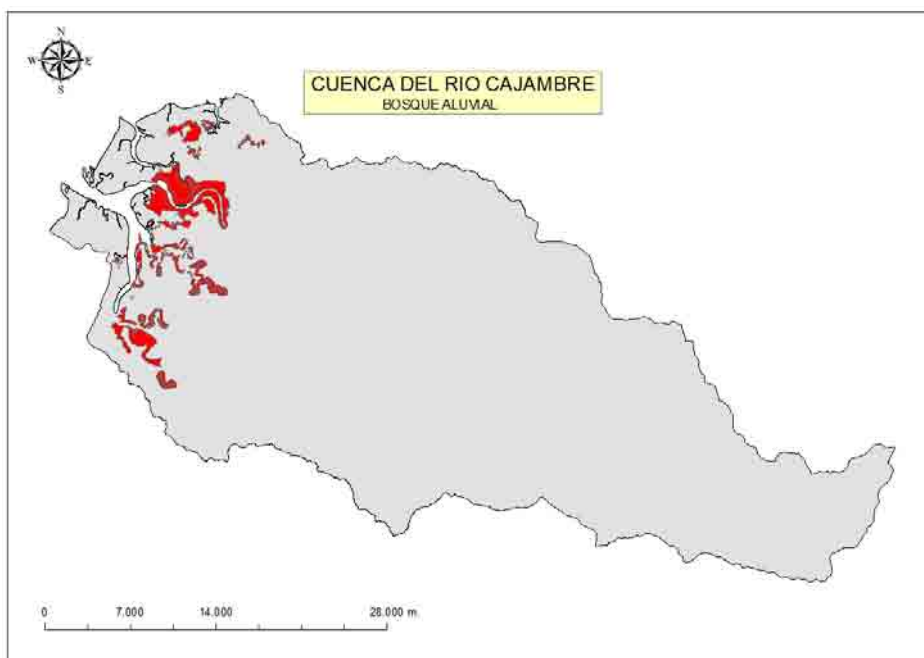 N
W E
S
CUENCA DEL RIO CAJAMBRE
BOSQUE ALUVIAL
0 7.000 14.000 28.000 m.